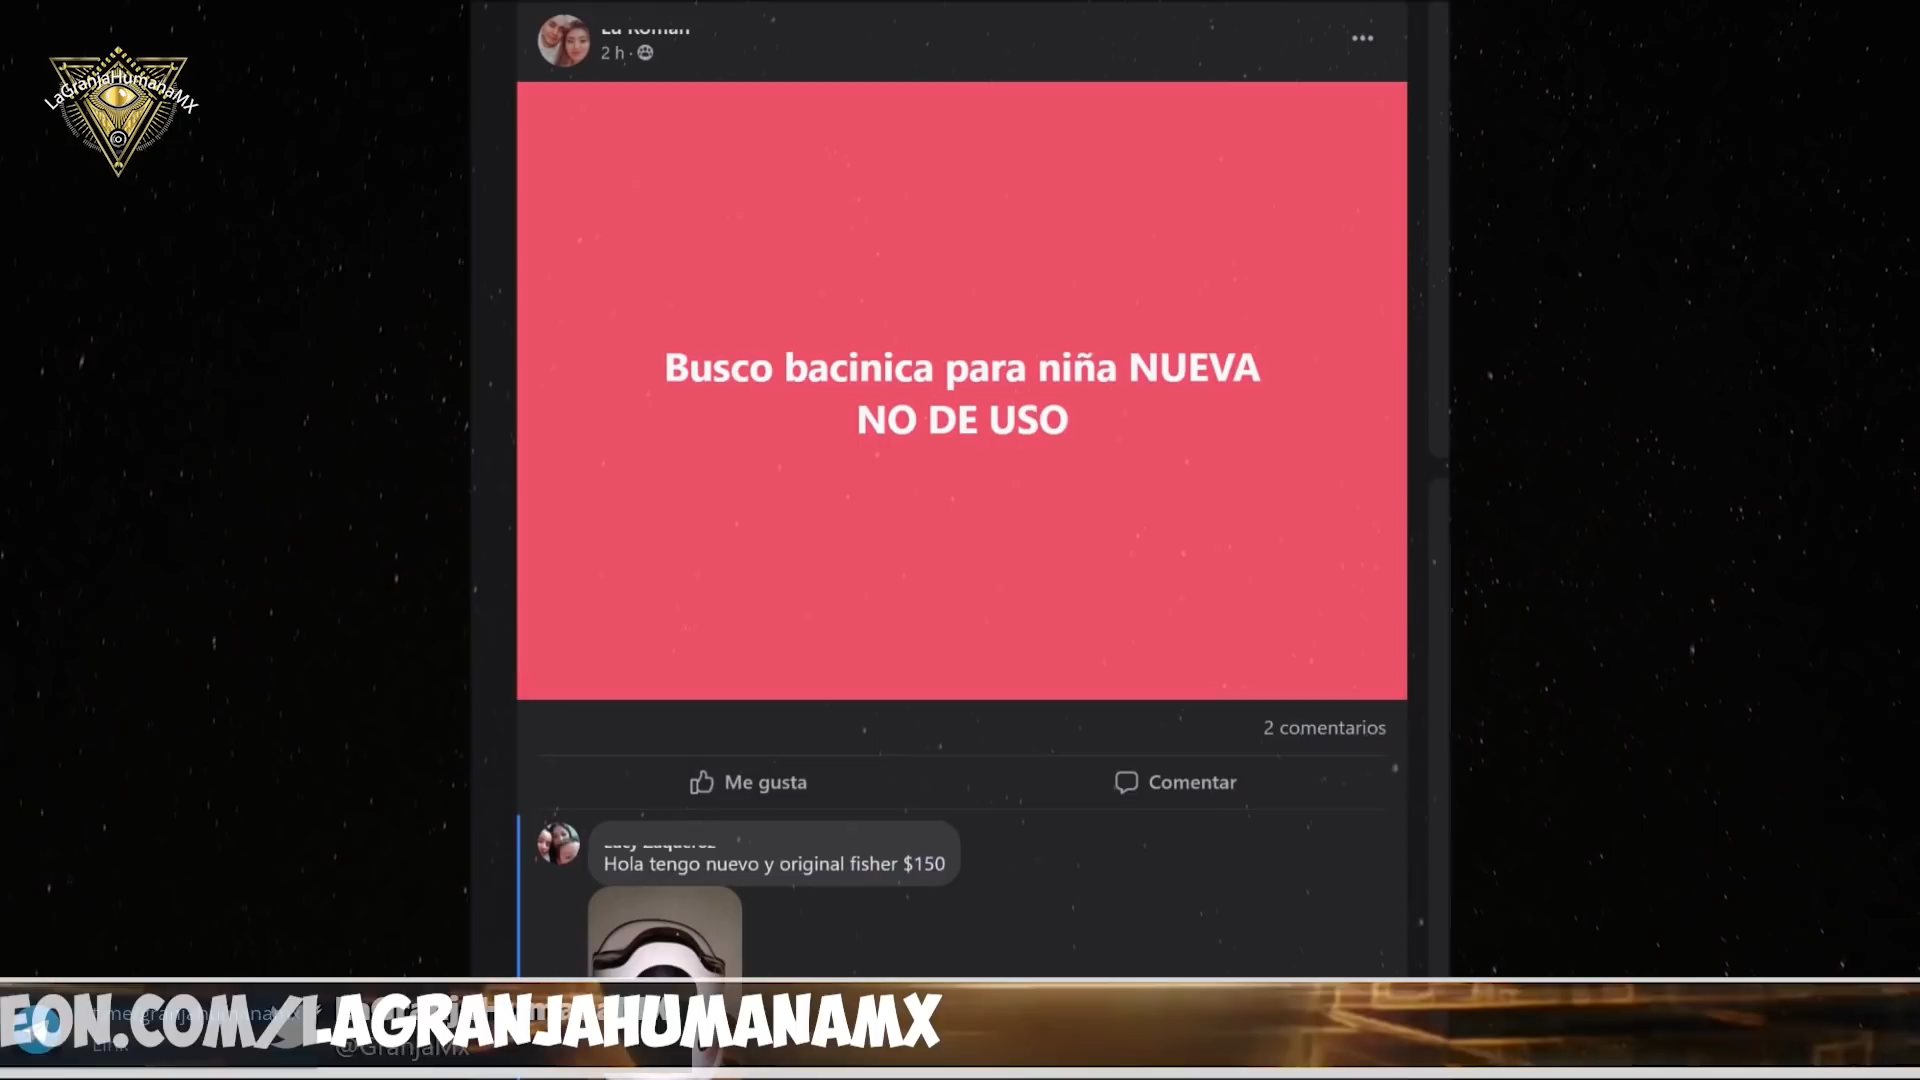 LaGranjaHumanaMX
2 h
Busco bacinica para niña NUEVA
NO DE USO
2 comentarios
Me gusta
Comentar
Hola tengo nuevo y original fisher $150
EON.COM/LAGRANJAHUMANAMX
@GranjaMx